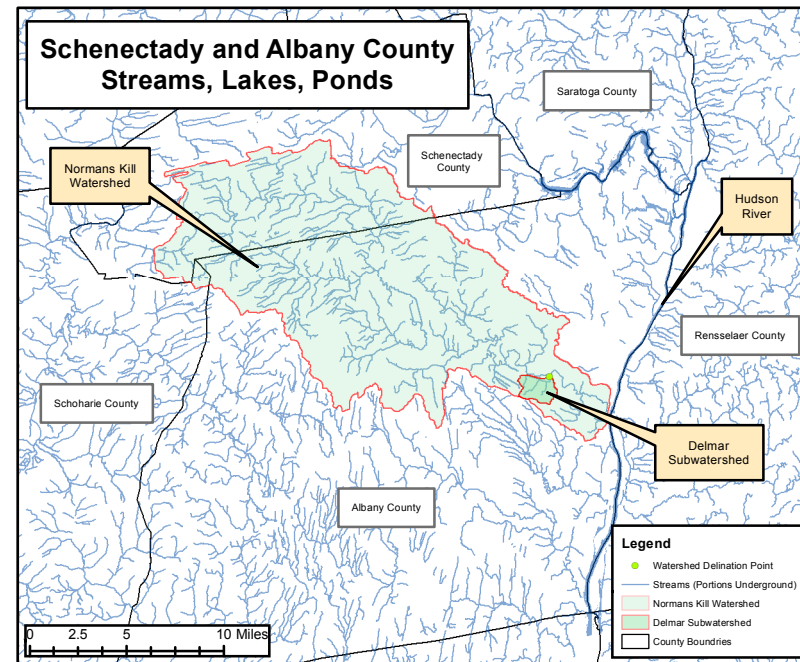 Schenectady and Albany County
Streams, Lakes, Ponds
Saratoga County
Normans Kill
Watershed
Schenectady
County
Hudson
River
Rensselaer County
Schoharie County
Delmar
Subwatershed
Albany County
Legend
Watershed Delination Point
Streams (Portions Underground)
Normans Kill Watershed
Delmar Subwatershed
County Boundries
0 2.5 5 10 Miles